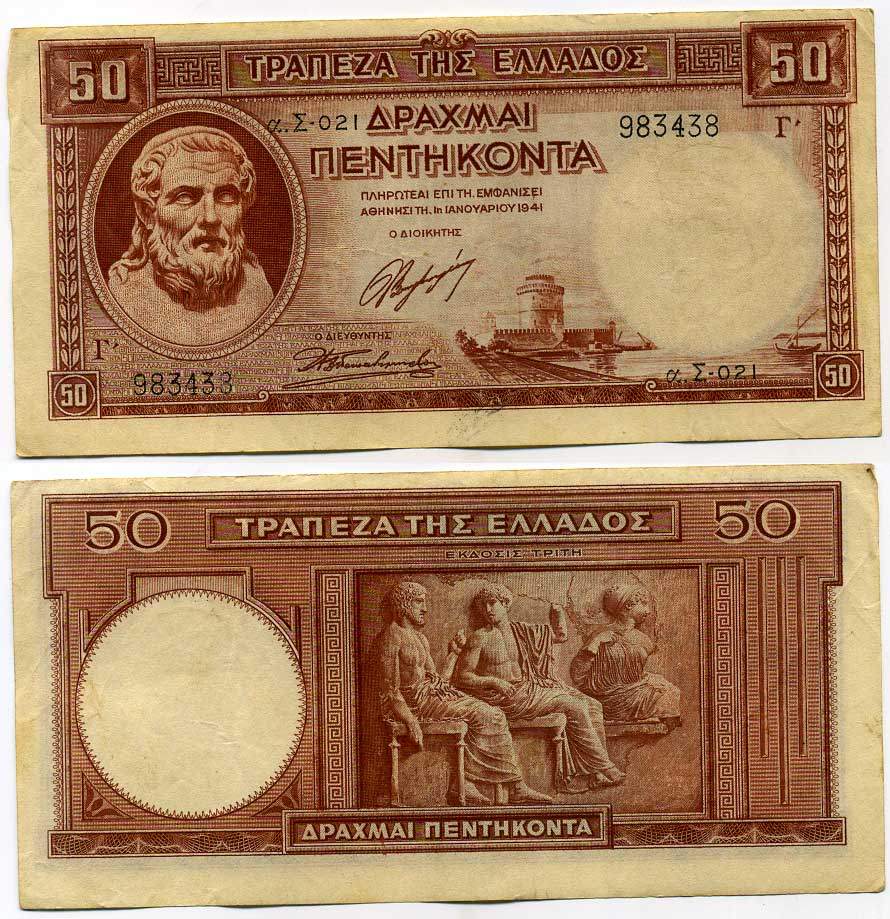 50 ΤΡΑΠΕΖΑ ΤΗΣ ΕΛΛΑΔΟΣ 50
α.Σ-021 ΔΡΑΧΜΑΙ 983438 Γ΄
ΠΕΝΤΗΚΟΝΤΑ
ΠΛΗΡΩΤΕΑΙ ΕΠΙ ΤΗ, ΕΜΦΑΝΙΣΕΙ
ΑΘΗΝΗΣΙ ΤΗ, 1η ΙΑΝΟΥΑΡΙΟΥ 1941
Ο ΔΙΟΙΚΗΤΗΣ
Ο ΔΙΕΥΘΥΝΤΗΣ
Γ΄
50 983438 α.Σ-021 50
50 ΤΡΑΠΕΖΑ ΤΗΣ ΕΛΛΑΔΟΣ 50
ΕΚΔΟΣΙΣ ΤΡΙΤΗ
ΔΡΑΧΜΑΙ ΠΕΝΤΗΚΟΝΤΑ